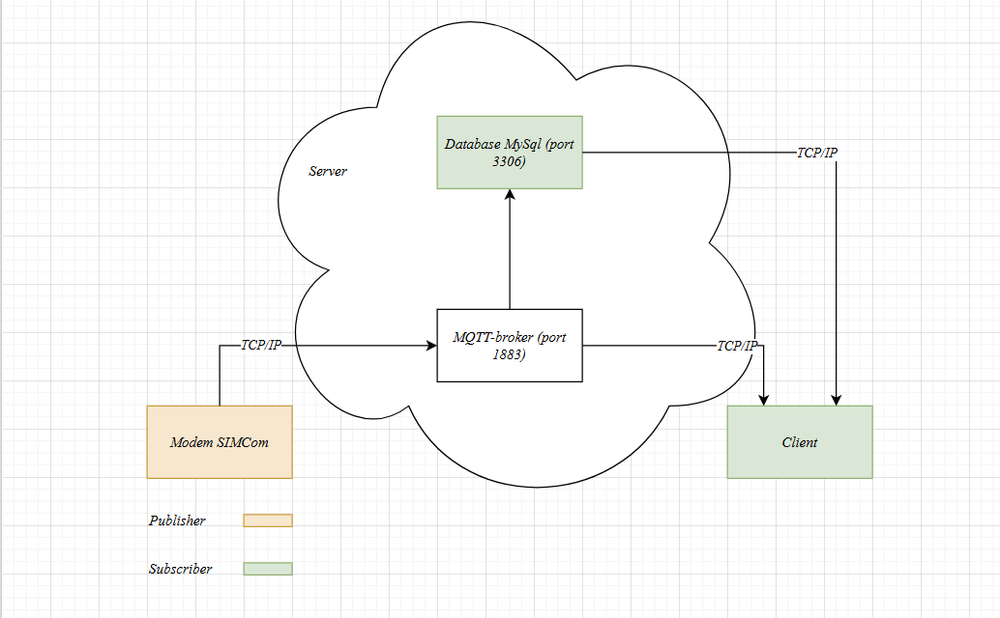 Database MySql (port
3306)
TCP/IP
Server
MQTT-broker (port
1883)
TCP/IP
TCP/IP
Modem SIMCom
Client
Publisher
Subscriber